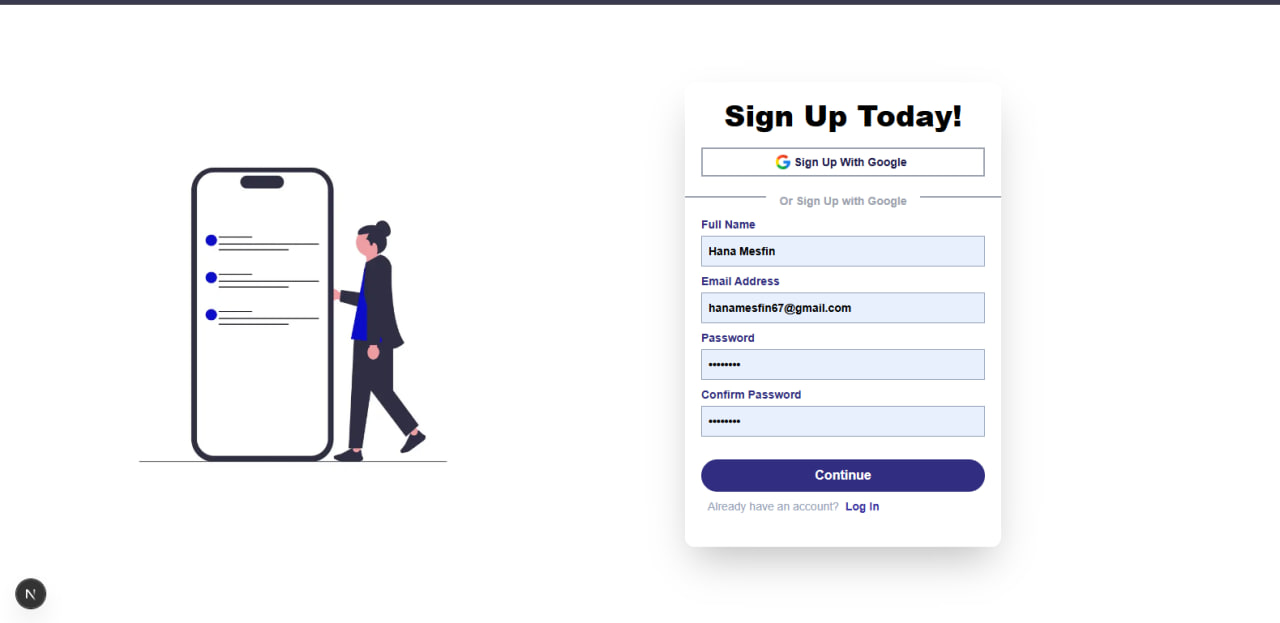 Sign Up Today!
Sign Up With Google
Or Sign Up with Google
Full Name
Hana Mesfin
Email Address
hanamesfin67@gmail.com
Password
••••••••
Confirm Password
••••••••
Continue
Already have an account? Log In
N